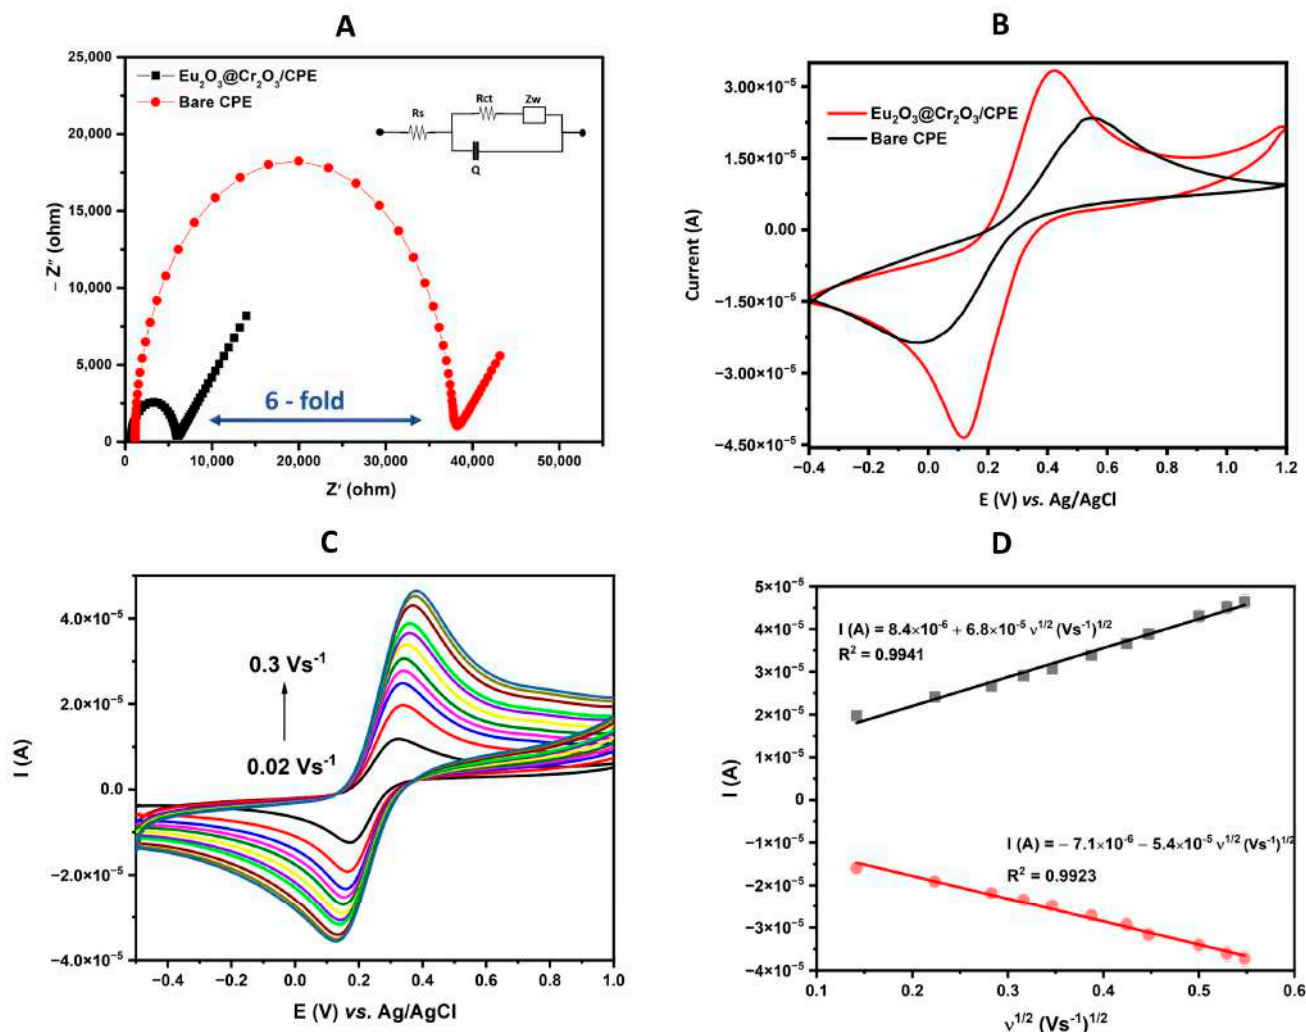 A
25,000
20,000
15,000
10,000
5,000
0
− Z″ (ohm)
Eu₂O₃@Cr₂O₃/CPE
Bare CPE
Rs
Rct
Zw
Q
6 - fold
0
10,000
20,000
30,000
40,000
50,000
Z′ (ohm)
B
3.00×10⁻⁵
1.50×10⁻⁵
0.00
−1.50×10⁻⁵
−3.00×10⁻⁵
−4.50×10⁻⁵
Current (A)
Eu₂O₃@Cr₂O₃/CPE
Bare CPE
−0.4
−0.2
0.0
0.2
0.4
0.6
0.8
1.0
1.2
E (V) vs. Ag/AgCl
C
4.0×10⁻⁵
2.0×10⁻⁵
0.0
−2.0×10⁻⁵
−4.0×10⁻⁵
I (A)
0.3 Vs⁻¹
0.02 Vs⁻¹
−0.4
−0.2
0.0
0.2
0.4
0.6
0.8
1.0
E (V) vs. Ag/AgCl
D
5×10⁻⁵
4×10⁻⁵
3×10⁻⁵
2×10⁻⁵
2×10⁻⁵
0
−1×10⁻⁵
−2×10⁻⁵
−3×10⁻⁵
−4×10⁻⁵
I (A)
I (A) = 8.4×10⁻⁶ + 6.8×10⁻⁵ ν¹/² (Vs⁻¹)¹/²
R² = 0.9941
I (A) = − 7.1×10⁻⁶ − 5.4×10⁻⁵ ν¹/² (Vs⁻¹)¹/²
R² = 0.9923
0.1
0.2
0.3
0.4
0.5
0.6
ν¹/² (Vs⁻¹)¹/²